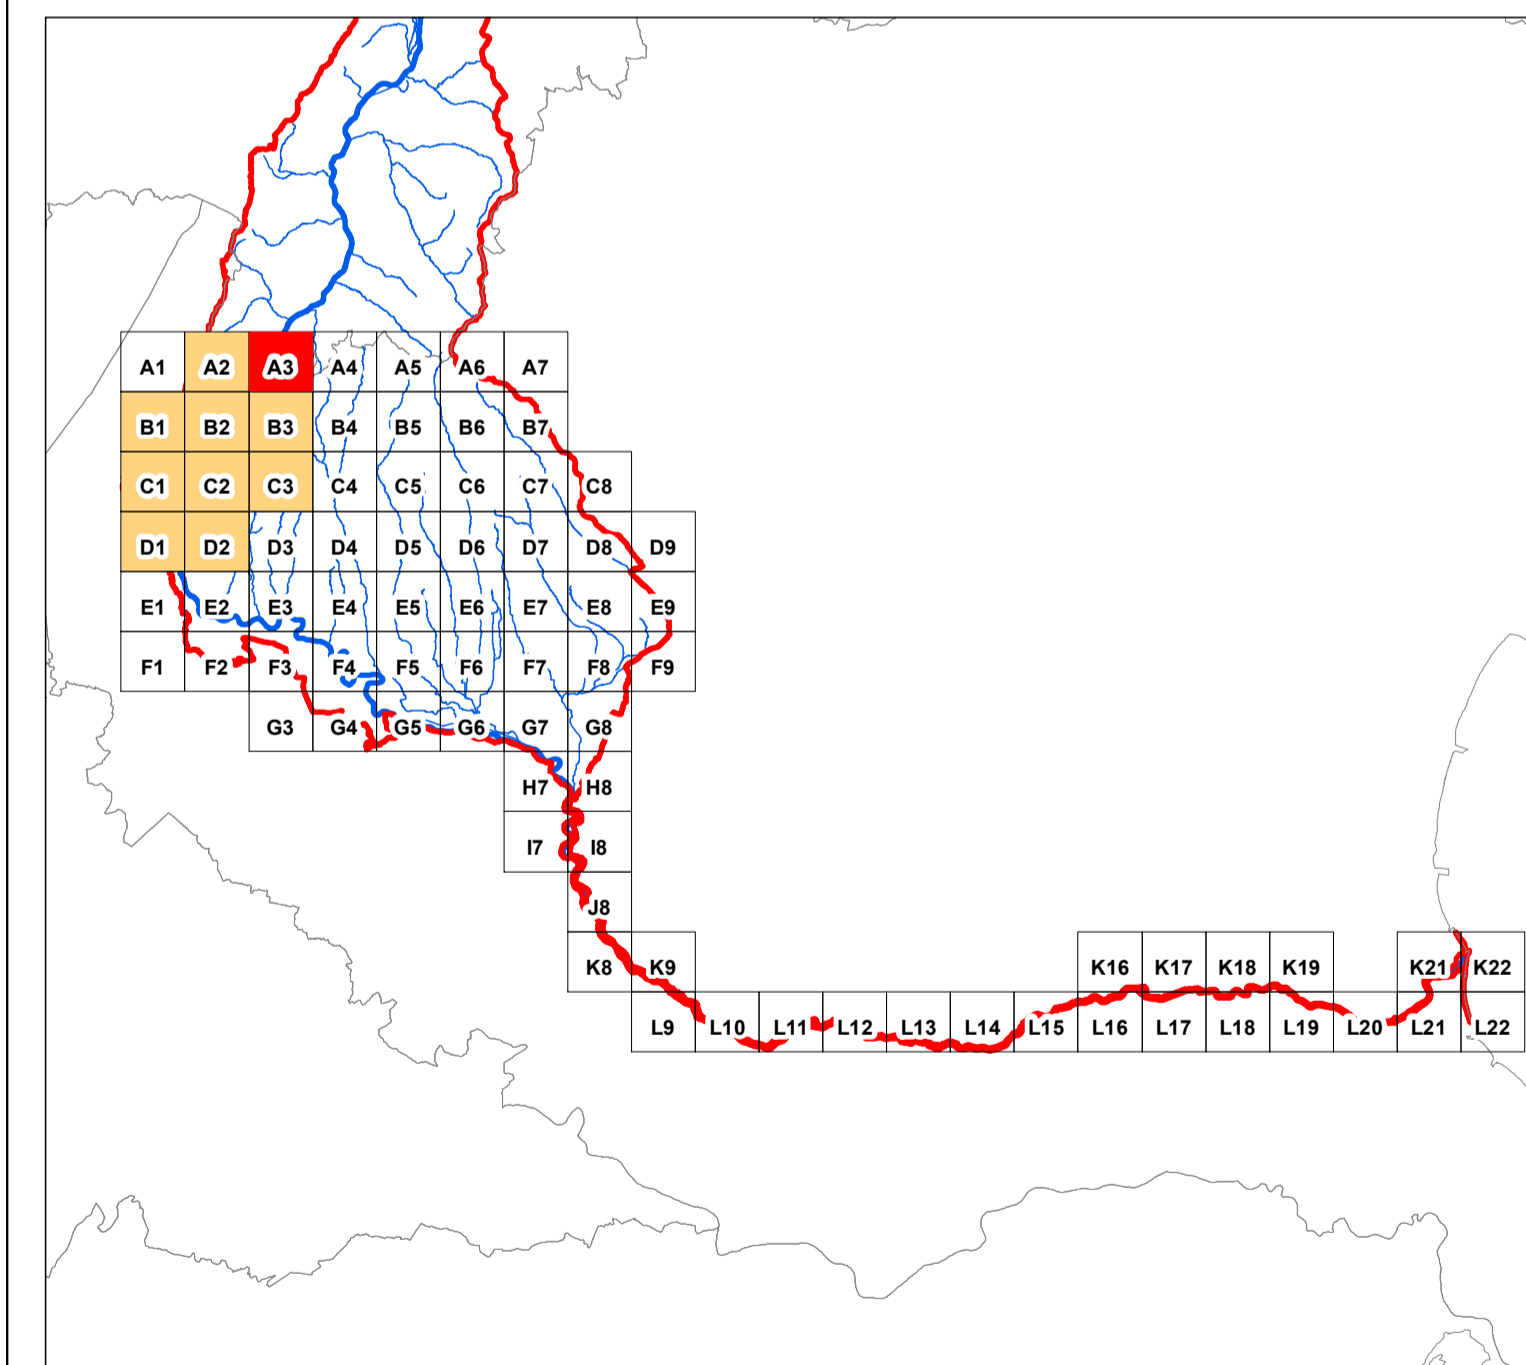 A1 A2 A3 A4 A5 A6 A7
B1 B2 B3 B4 B5 B6 B7
C1 C2 C3 C4 C5 C6 C7 C8
D1 D2 D3 D4 D5 D6 D7 D8 D9
E1 E2 E3 E4 E5 E6 E7 E8 E9
F1 F2 F3 F4 F5 F6 F7 F8 F9
G3 G4 G5 G6 G7 G8
H7 H8
I7 I8
J8
K8 K9 K16 K17 K18 K19 K21 K22
L9 L10 L11 L12 L13 L14 L15 L16 L17 L18 L19 L20 L21 L22